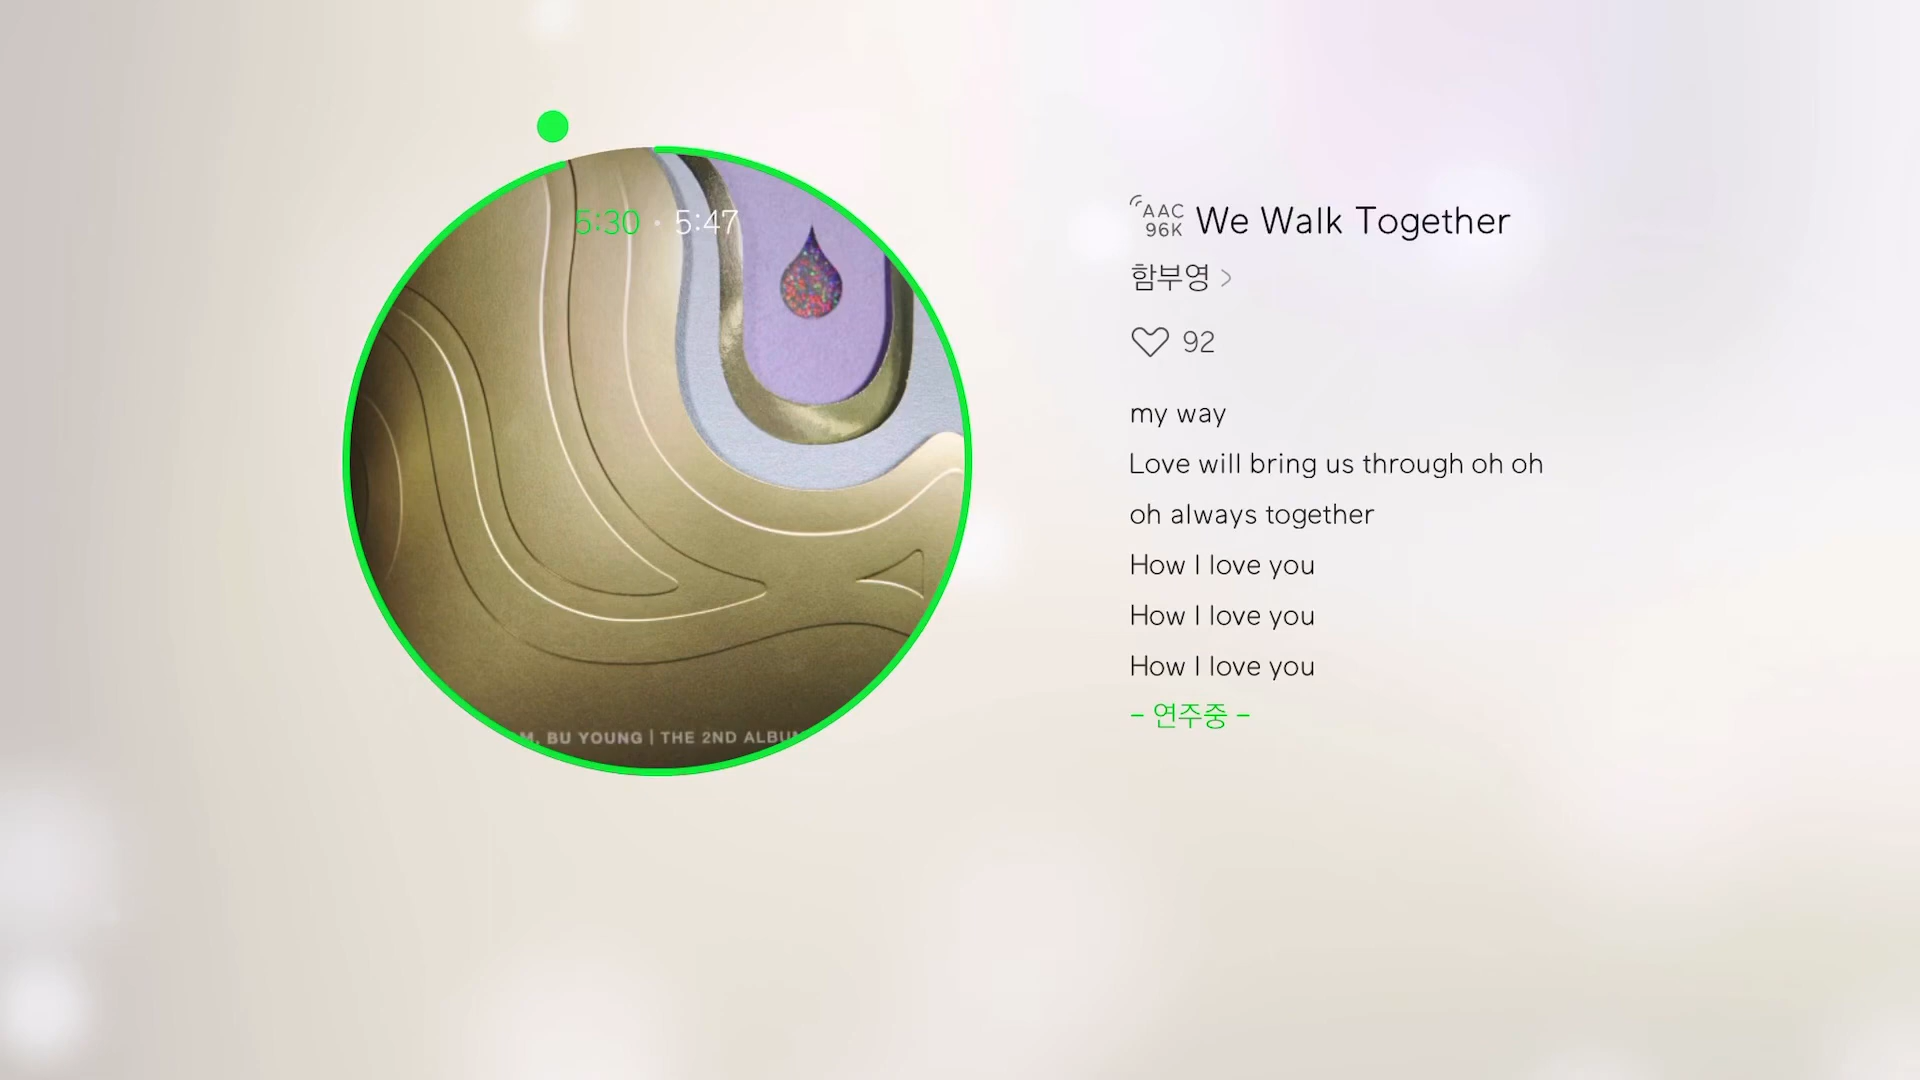 5:30 · 5:47
BU YOUNG | THE 2ND ALBUM
AAC
96K
We Walk Together
함부영 >
92
my way
Love will bring us through oh oh
oh always together
How I love you
How I love you
How I love you
– 연주중 –